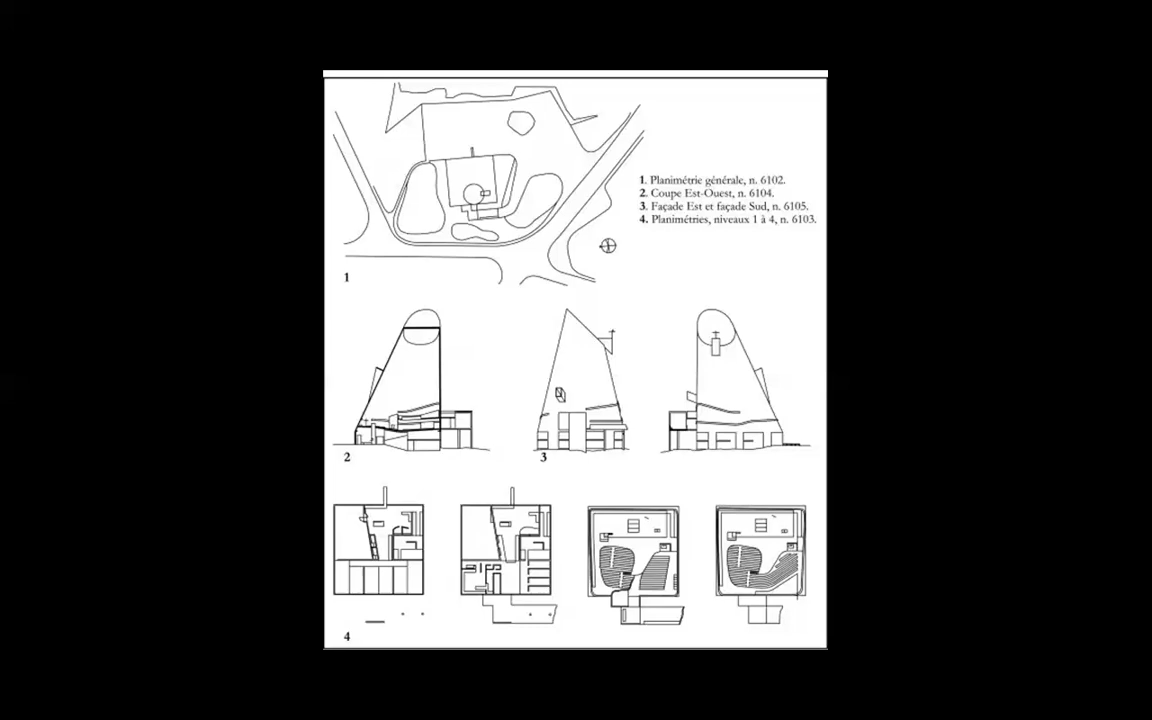 1. Planimétrie générale, n. 6102.
2. Coupe Est-Ouest, n. 6104.
3. Façade Est et façade Sud, n. 6105.
4. Planimétries, niveaux 1 à 4, n. 6103.
1
2
3
4